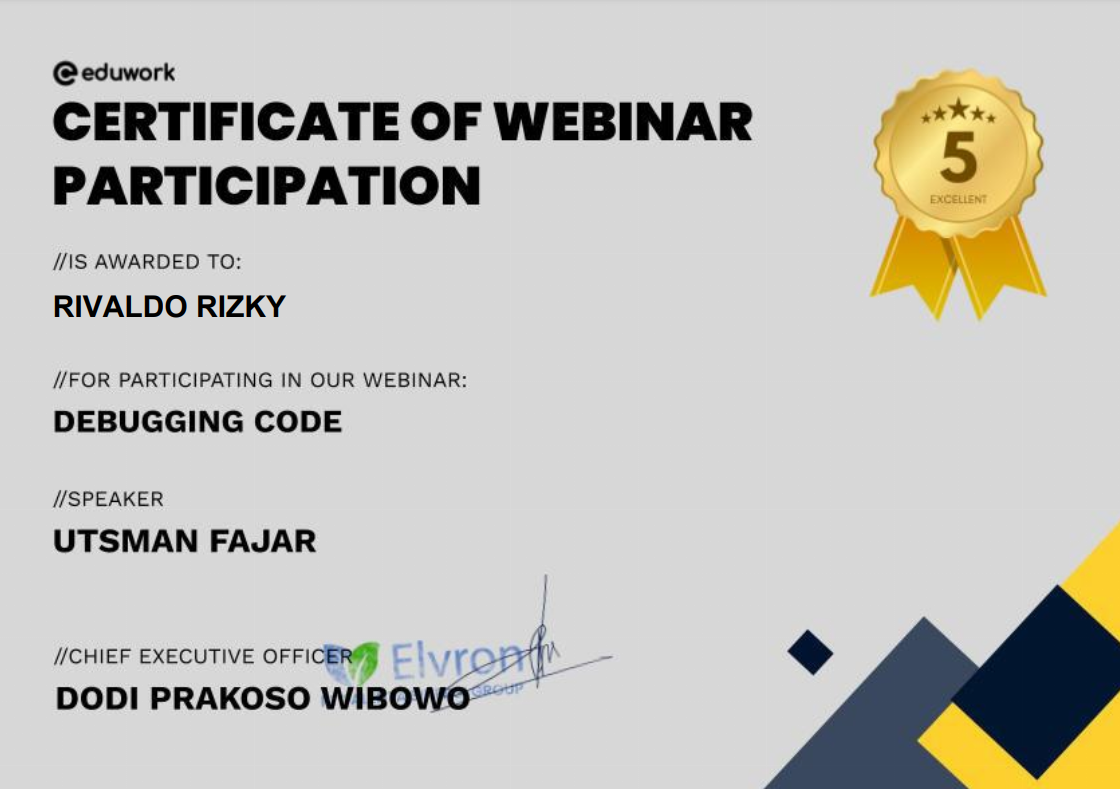 eduwork
CERTIFICATE OF WEBINAR
PARTICIPATION
5
EXCELLENT
//IS AWARDED TO:
RIVALDO RIZKY
//FOR PARTICIPATING IN OUR WEBINAR:
DEBUGGING CODE
//SPEAKER
UTSMAN FAJAR
//CHIEF EXECUTIVE OFFICER
Elvron
GROUP
DODI PRAKOSO WIBOWO